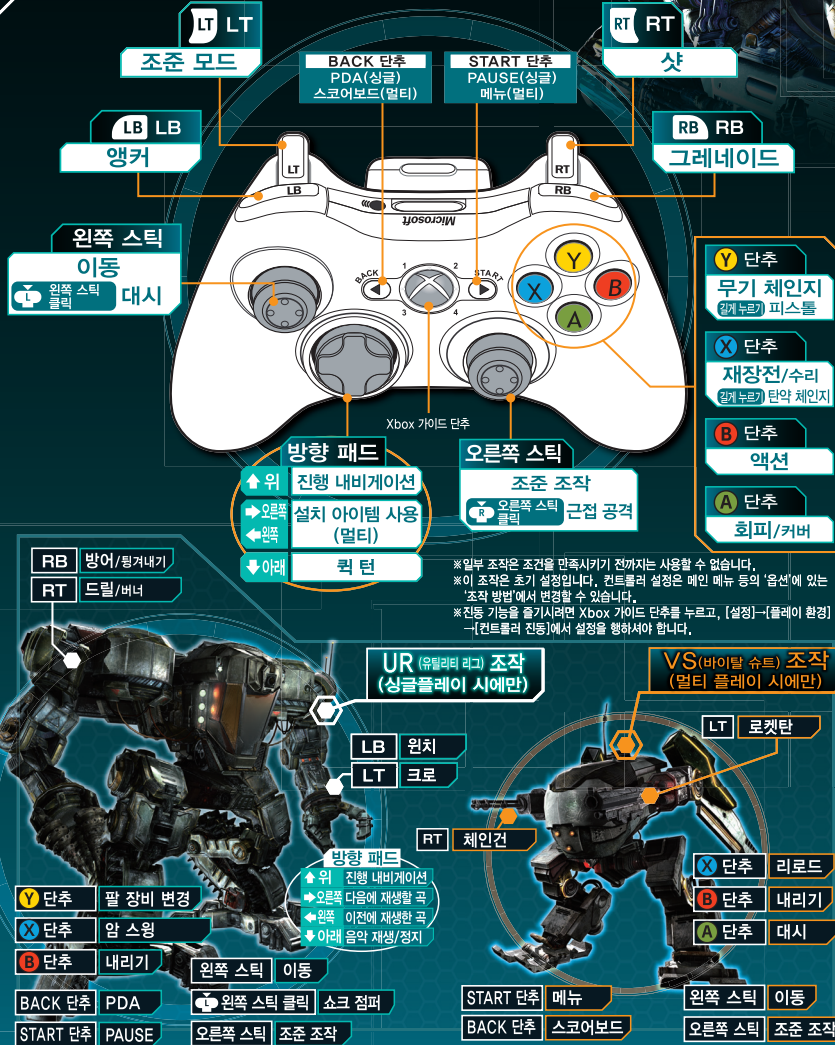 LT LT
조준 모드
BACK 단추
PDA(싱글)
스코어보드(멀티)
START 단추
PAUSE(싱글)
메뉴(멀티)
RT RT
샷
LB LB
앵커
RB RB
그레네이드
LT
LB
RT
RB
Microsoft
BACK
START
1
2
3
4
Y
X
B
A
왼쪽 스틱
이동
L 왼쪽 스틱 클릭 대시
Y 단추
무기 체인지
길게 누르기 피스톨
X 단추
재장전/수리
길게 누르기 탄약 체인지
B 단추
액션
A 단추
회피/커버
Xbox 가이드 단추
방향 패드
위 진행 내비게이션
오른쪽 설치 아이템 사용
왼쪽 (멀티)
아래 퀵 턴
오른쪽 스틱
조준 조작
R 오른쪽 스틱 클릭 근접 공격
※일부 조작은 조건을 만족시키기 전까지는 사용할 수 없습니다.
※이 조작은 초기 설정입니다. 컨트롤러 설정은 메인 메뉴 등의 '옵션'에 있는
'조작 방법'에서 변경할 수 있습니다.
※진동 기능을 즐기시려면 Xbox 가이드 단추를 누르고, [설정]→[플레이 환경]
→[컨트롤러 진동]에서 설정을 행하셔야 합니다.
RB 방어/튕겨내기
RT 드릴/버너
UR (유틸리티 리그) 조작
(싱글플레이 시에만)
LB 윈치
LT 크로
방향 패드
위 진행 내비게이션
오른쪽 다음에 재생할 곡
왼쪽 이전에 재생한 곡
아래 음악 재생/정지
Y 단추 팔 장비 변경
X 단추 암 스윙
B 단추 내리기
BACK 단추 PDA
START 단추 PAUSE
왼쪽 스틱 이동
L 왼쪽 스틱 클릭 쇼크 점퍼
오른쪽 스틱 조준 조작
VS(바이탈 슈트) 조작
(멀티 플레이 시에만)
LT 로켓탄
RT 체인건
X 단추 리로드
B 단추 내리기
A 단추 대시
START 단추 메뉴
BACK 단추 스코어보드
왼쪽 스틱 이동
오른쪽 스틱 조준 조작